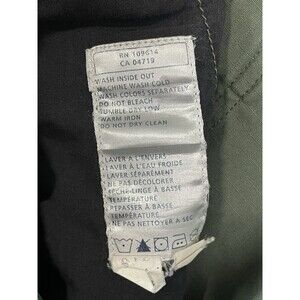 RN 109614
CA 04719
WASH INSIDE OUT
MACHINE WASH COLD
WASH COLORS SEPARATELY
DO NOT BLEACH
TUMBLE DRY LOW
WARM IRON
DO NOT DRY CLEAN
LAVER A L'ENVERS
LAVER A L'EAU FROIDE
LAVER SEPAREMENT
NE PAS DÉCOLORER
SÈCHE-LINGE À BASSE
TEMPÉRATURE
REPASSER À BASSE
TEMPÉRATURE
NE PAS NETTOYER A SEC